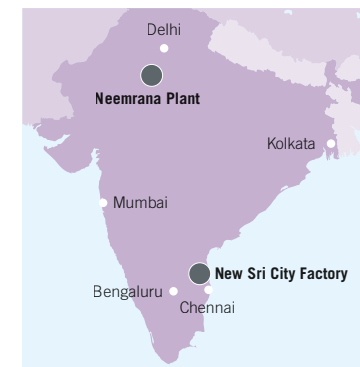 Delhi
Neemrana Plant
Kolkata
Mumbai
New Sri City Factory
Bengaluru
Chennai